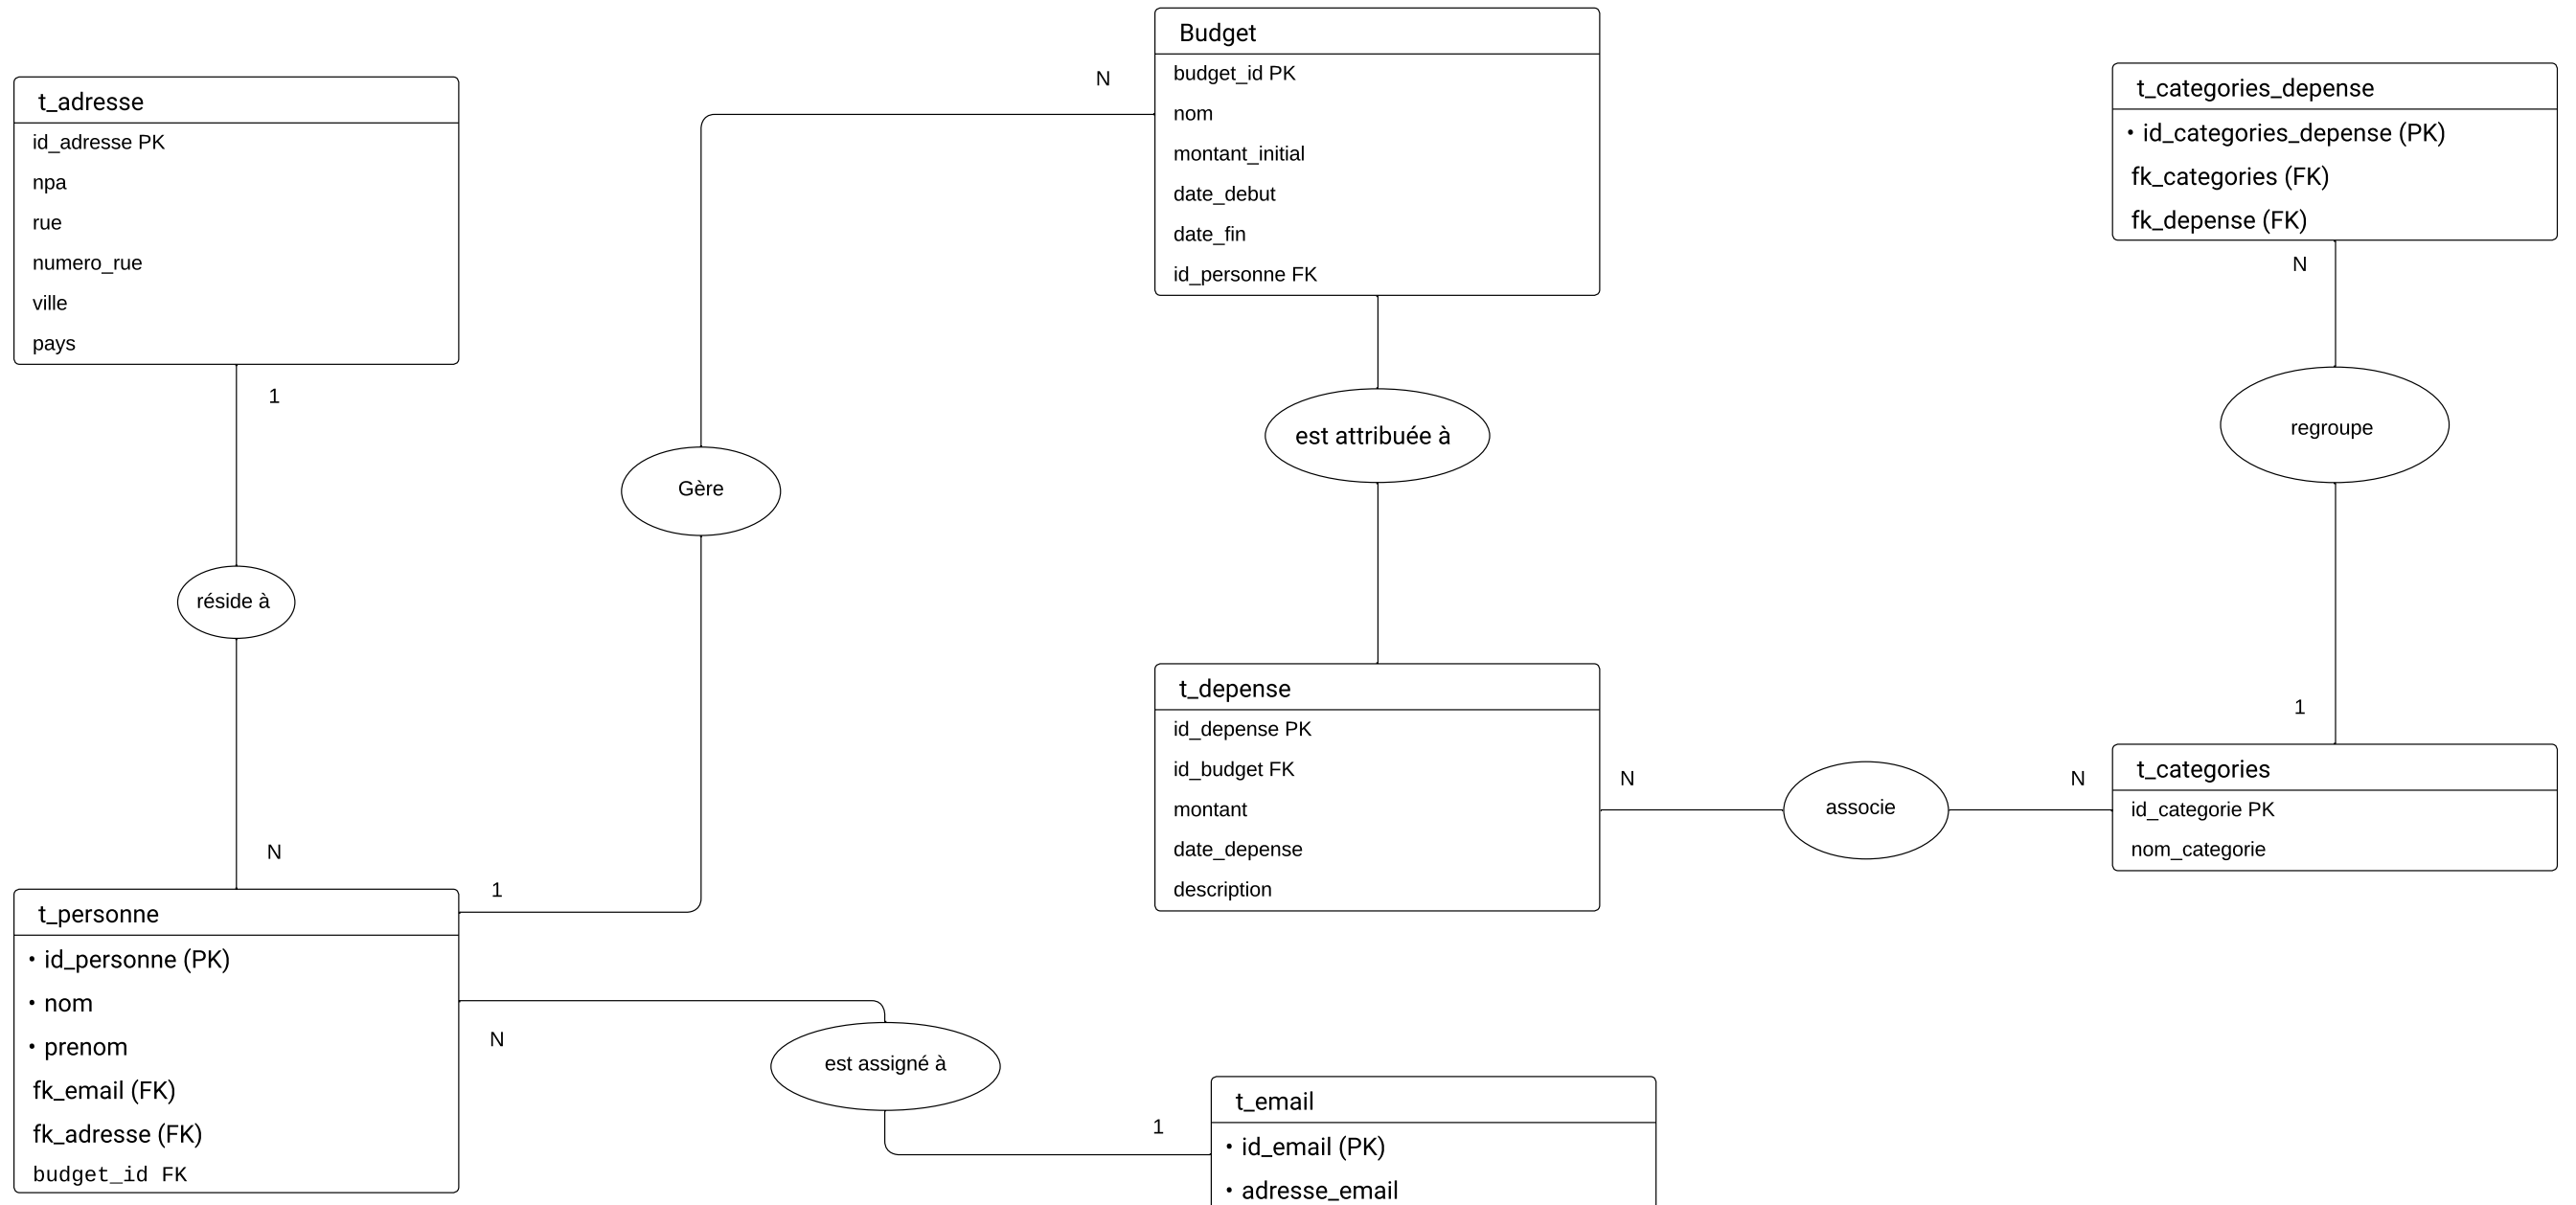 Budget
budget_id PK
nom
montant_initial
date_debut
date_fin
id_personne FK
N
t_adresse
id_adresse PK
npa
rue
numero_rue
ville
pays
1
t_categories_depense
• id_categories_depense (PK)
fk_categories (FK)
fk_depense (FK)
N
est attribuée à
regroupe
Gère
réside à
1
N
t_depense
id_depense PK
id_budget FK
montant
date_depense
description
N
associe
N
t_categories
id_categorie PK
nom_categorie
1
t_personne
• id_personne (PK)
• nom
• prenom
fk_email (FK)
fk_adresse (FK)
budget_id FK
N
est assigné à
1
t_email
• id_email (PK)
• adresse_email